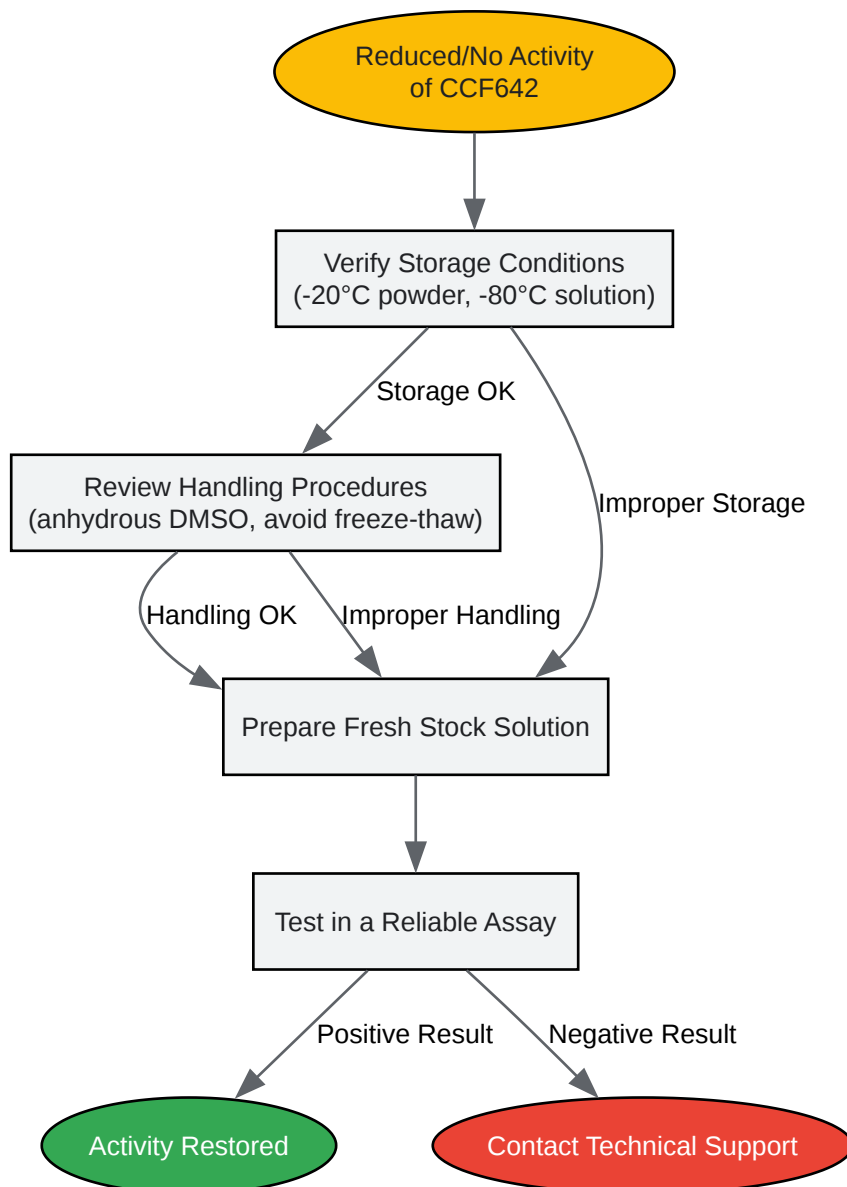 Reduced/No Activity
of CCF642
Verify Storage Conditions
(-20°C powder, -80°C solution)
Storage OK
Review Handling Procedures
(anhydrous DMSO, avoid freeze-thaw)
Improper Storage
Handling OK
Improper Handling
Prepare Fresh Stock Solution
Test in a Reliable Assay
Positive Result
Negative Result
Activity Restored
Contact Technical Support